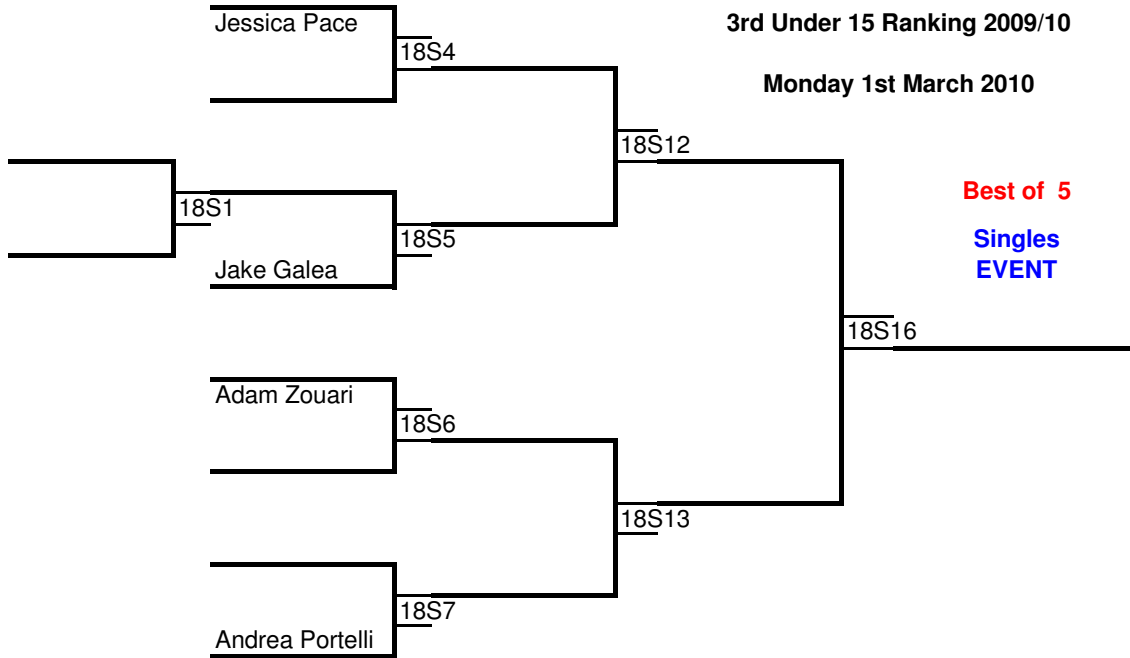 Jessica Pace
3rd Under 15 Ranking 2009/10
18S4
Monday 1st March 2010
18S12
Best of 5
18S1
Singles
18S5
EVENT
Jake Galea
18S16
Adam Zouari
18S6
18S13
18S7
Andrea Portelli